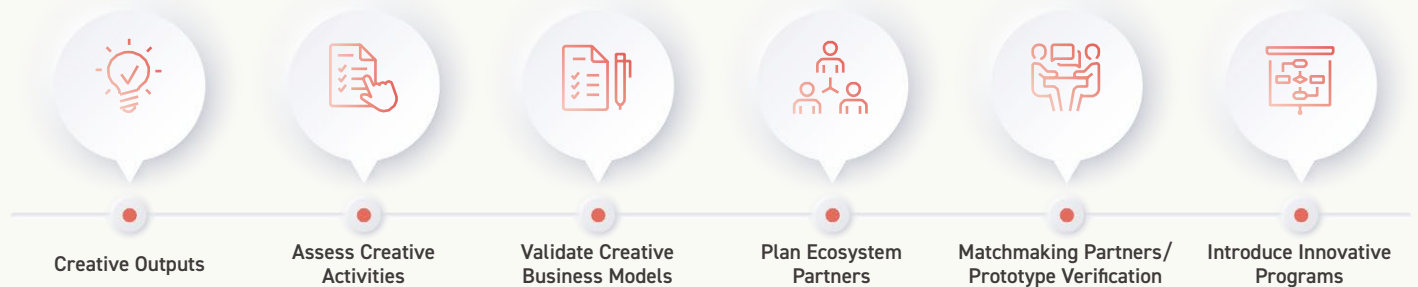 Creative Outputs
Assess Creative
Activities
Validate Creative
Business Models
Plan Ecosystem
Partners
Matchmaking Partners/
Prototype Verification
Introduce Innovative
Programs